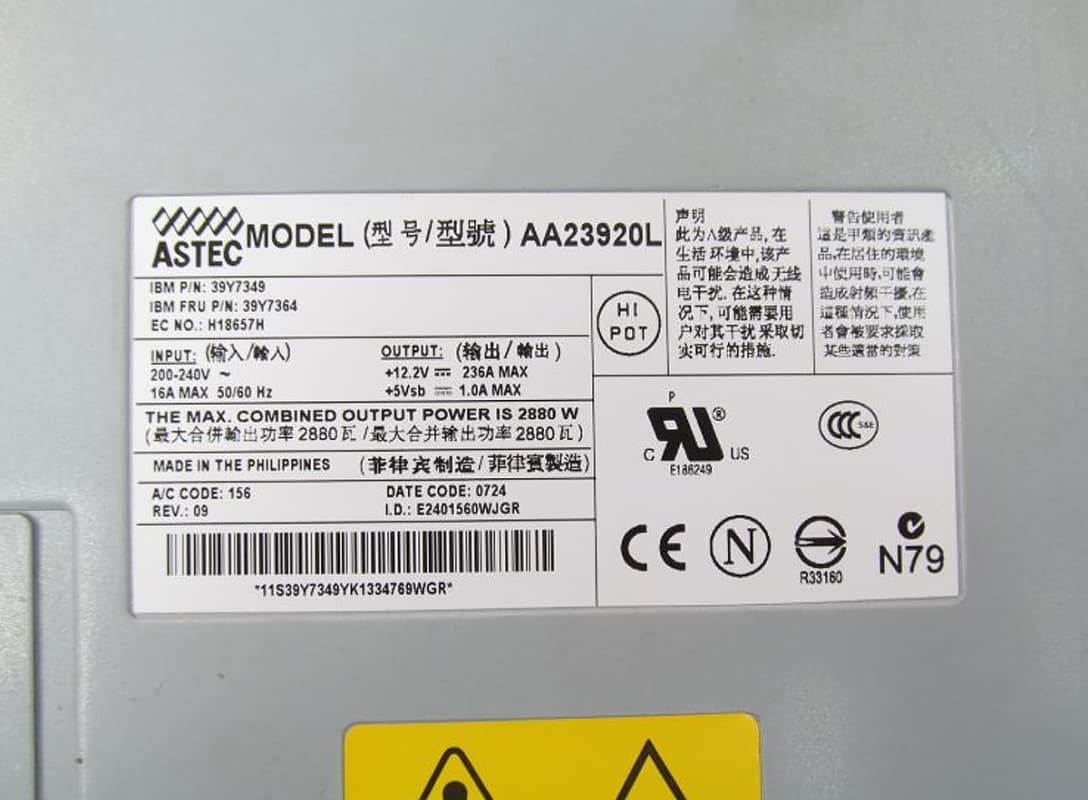 ASTEC MODEL (型号/型號) AA23920L
IBM P/N: 39Y7349
IBM FRU P/N: 39Y7364
EC NO.: H18657H
INPUT: (输入/輸入)
200-240V ~
16A MAX 50/60 Hz
OUTPUT: (输出/輸出)
+12.2V ⎓ 236A MAX
+5Vsb ⎓ 1.0A MAX
THE MAX. COMBINED OUTPUT POWER IS 2880 W
(最大合併輸出功率 2880 瓦 / 最大合并输出功率 2880 瓦)
MADE IN THE PHILIPPINES (菲律宾制造/菲律賓製造)
A/C CODE: 156
REV.: 09
DATE CODE: 0724
I.D.: E2401560WJGR
*11S39Y7349YK1334769WGR*
HI
POT
声明
此为A级产品,在
生活环境中,该产
品可能会造成无线
电干扰.在这种情
况下,可能需要用
户对其干扰采取切
实可行的措施.
警告使用者
這是甲類的資訊產
品,在居住的環境
中使用時,可能會
造成射頻干擾,在
這種情況下,使用
者會被要求採取
某些適當的對策
P
C RU ® US
E186249
CCC S&E
CE
N
R33160
N79